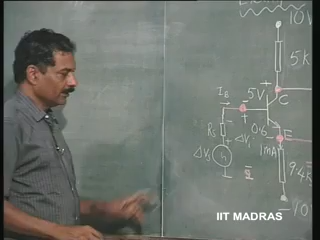 10V
5K
I_B
5V
+
-
C
+
-
0.6
E
R_S
ΔV_i
1mA
ΔV_S
9.4K
IIT MADRAS